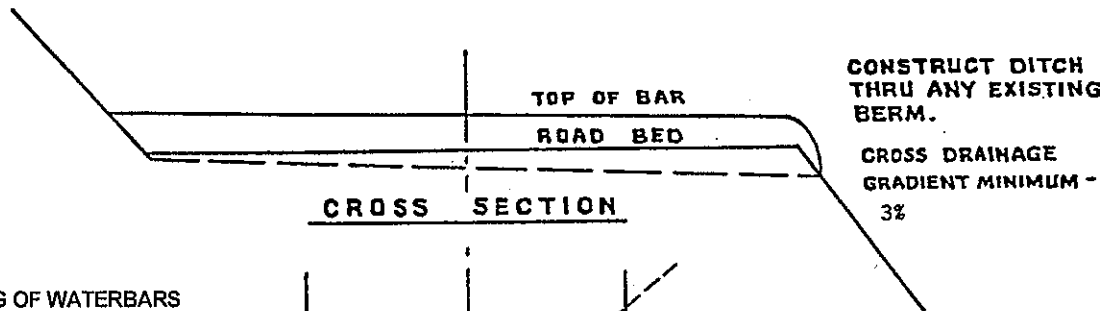 CONSTRUCT DITCH
THRU ANY EXISTING
BERM.
TOP OF BAR
ROAD BED
CROSS DRAINAGE
GRADIENT MINIMUM -
3%
CROSS SECTION
OF WATERBARS